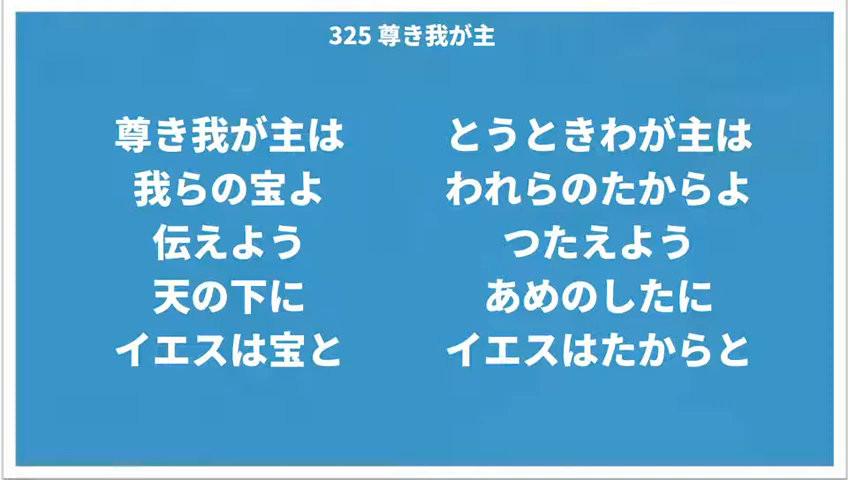 325 尊き我が主
尊き我が主は
我らの宝よ
伝えよう
天の下に
イエスは宝と
とうときわが主は
われらのたからよ
つたえよう
あめのしたに
イエスはたからと